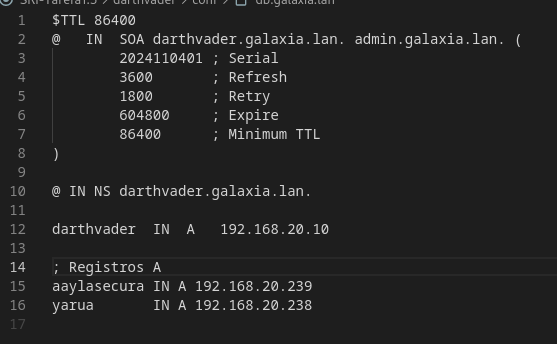 SRI-Tarea1.5 > darthvader > conf > db.galaxia.lan
1 $TTL 86400
2 @   IN  SOA darthvader.galaxia.lan. admin.galaxia.lan. (
3         2024110401 ; Serial
4         3600       ; Refresh
5         1800       ; Retry
6         604800     ; Expire
7         86400      ; Minimum TTL
8 )
9
10 @ IN NS darthvader.galaxia.lan.
11
12 darthvader  IN  A   192.168.20.10
13
14 ; Registros A
15 aaylasecura IN A 192.168.20.239
16 yarua       IN A 192.168.20.238
17